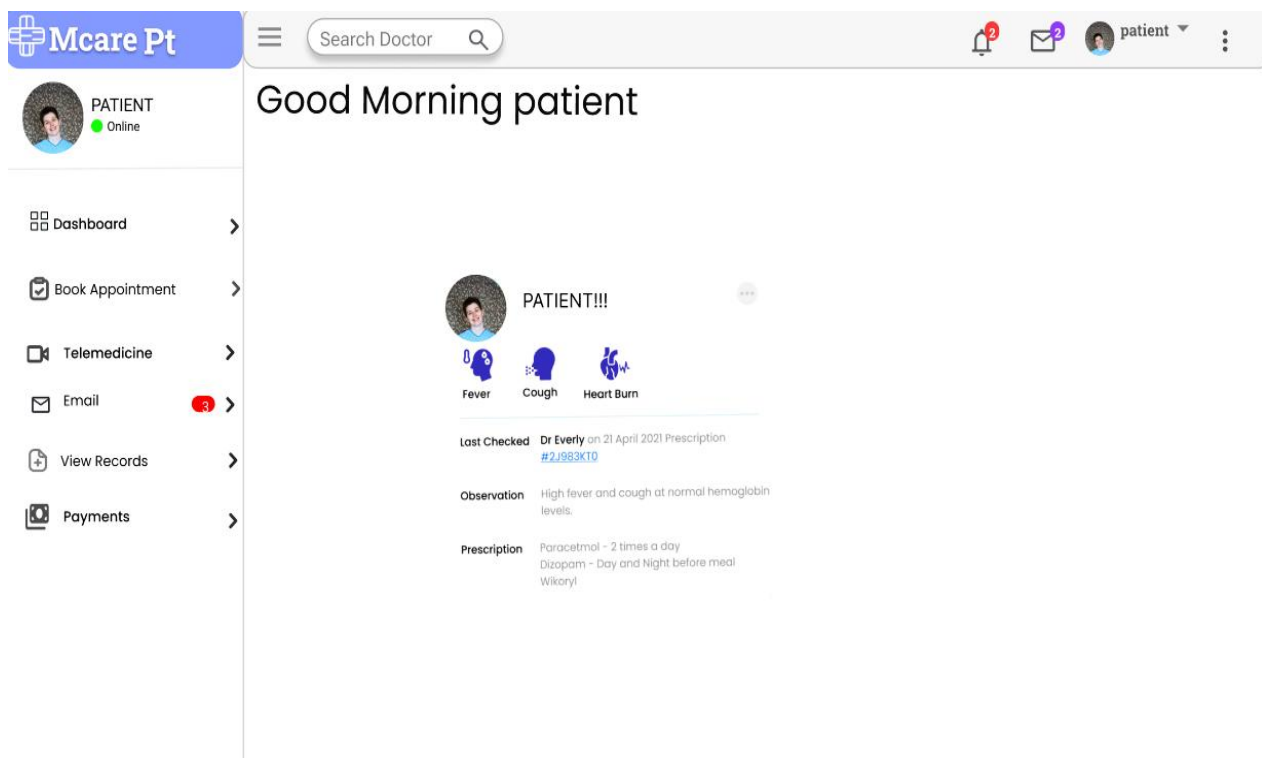 Mcare Pt
Search Doctor
2
2
patient
PATIENT
Online
Good Morning patient
Dashboard
Book Appointment
Telemedicine
Email
3
View Records
Payments
PATIENT!!!
Fever
Cough
Heart Burn
Last Checked Dr Everly on 21 April 2021 Prescription
#2J983KT0
Observation High fever and cough at normal hemoglobin
levels.
Prescription Paracetmol - 2 times a day
Dizopam - Day and Night before meal
Wikoryl